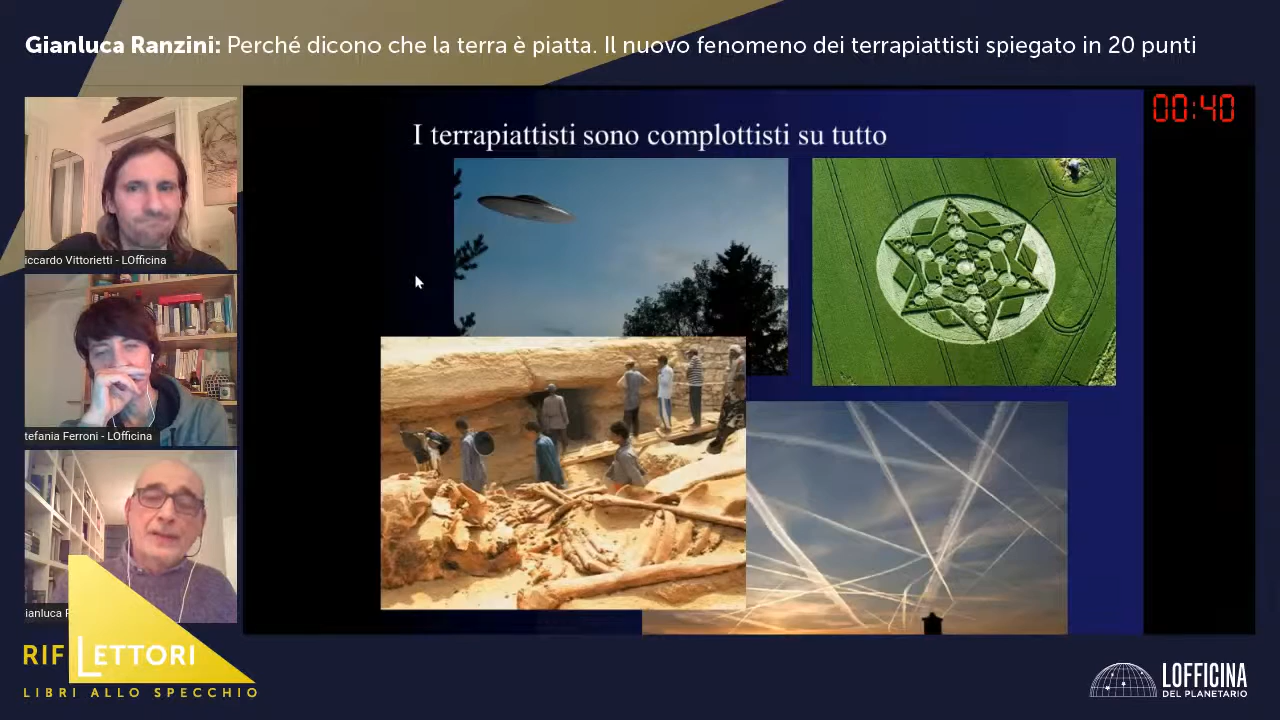 Gianluca Ranzini: Perché dicono che la terra è piatta. Il nuovo fenomeno dei terrapiattisti spiegato in 20 punti
00:40
I terrapiattisti sono complottisti su tutto
iccardo Vittorietti - LOfficina
tefania Ferroni - LOfficina
ianluca
RIFLETTORI
LIBRI ALLO SPECCHIO
LOFFICINA
DEL PLANETARIO